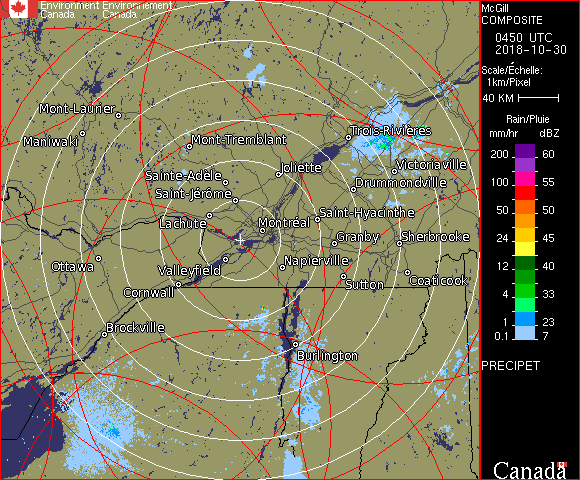 Environment Environnement
Canada Canada
McGill
COMPOSITE
0450 UTC
2018-10-30
Scale/Échelle:
1km/Pixel
40 KM
Rain/Pluie
mm/hr dBZ
200 60
155 55
100 55
50 50
24 45
12 40
4 33
1 23
0.1 7
PRECIPET
Mont-Laurier
Maniwaki
Mont-Tremblant
Trois-Rivières
Sainte-Adèle
Joliette
Victoriaville
Saint-Jérôme
Drummondville
Lachute
Montréal
Saint-Hyacinthe
Granby
Sherbrooke
Ottawa
Valleyfield
Napierville
Cornwall
Sutton
Coaticook
Brockville
Burlington
Canada